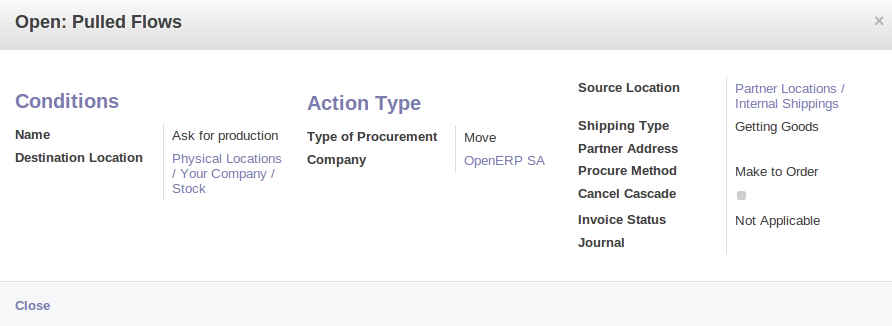 Open: Pulled Flows ×
Conditions
Name Ask for production
Destination Location Physical Locations
/ Your Company /
Stock
Action Type
Type of Procurement Move
Company OpenERP SA
Source Location Partner Locations /
Internal Shippings
Shipping Type Getting Goods
Partner Address
Procure Method Make to Order
Cancel Cascade
Invoice Status Not Applicable
Journal
Close